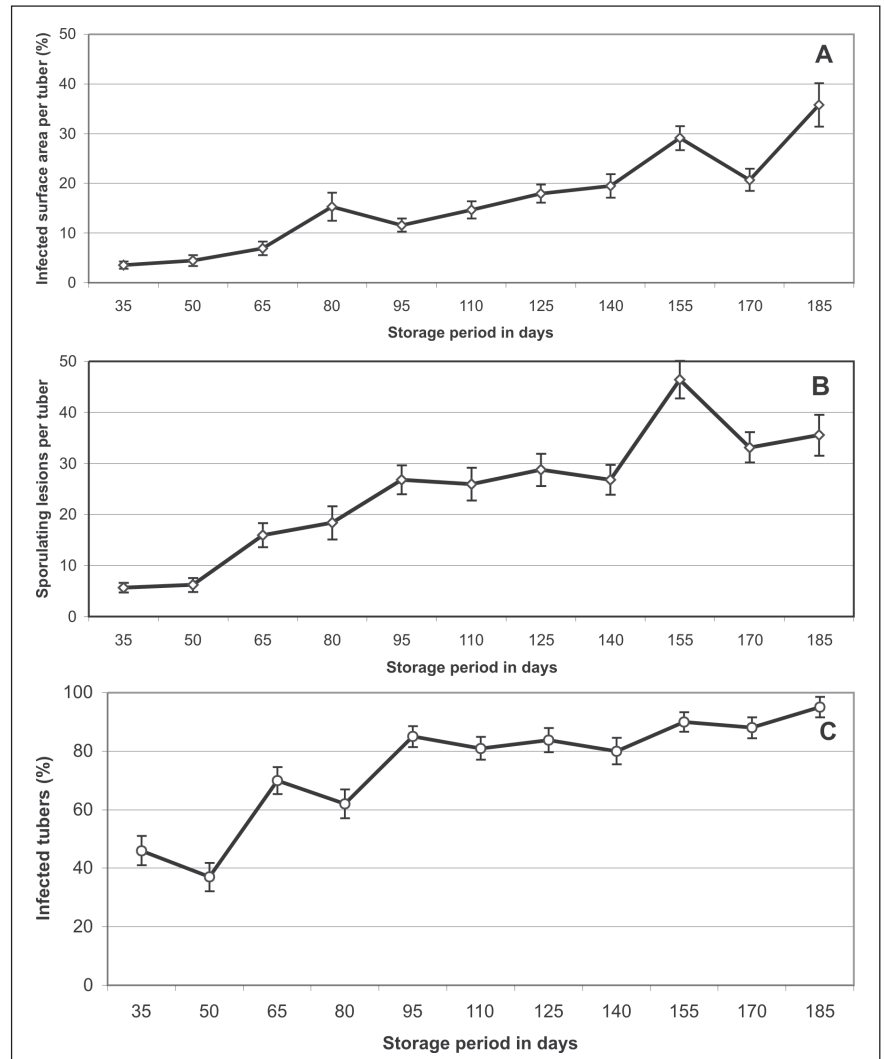 A
Infected surface area per tuber (%)
50
40
30
20
10
0
35 50 65 80 95 110 125 140 155 170 185
Storage period in days
B
Sporulating lesions per tuber
50
40
30
20
10
0
35 50 65 80 95 110 125 140 155 170 185
Storage period in days
C
Infected tubers (%)
100
80
60
40
20
0
35 50 65 80 95 110 125 140 155 170 185
Storage period in days